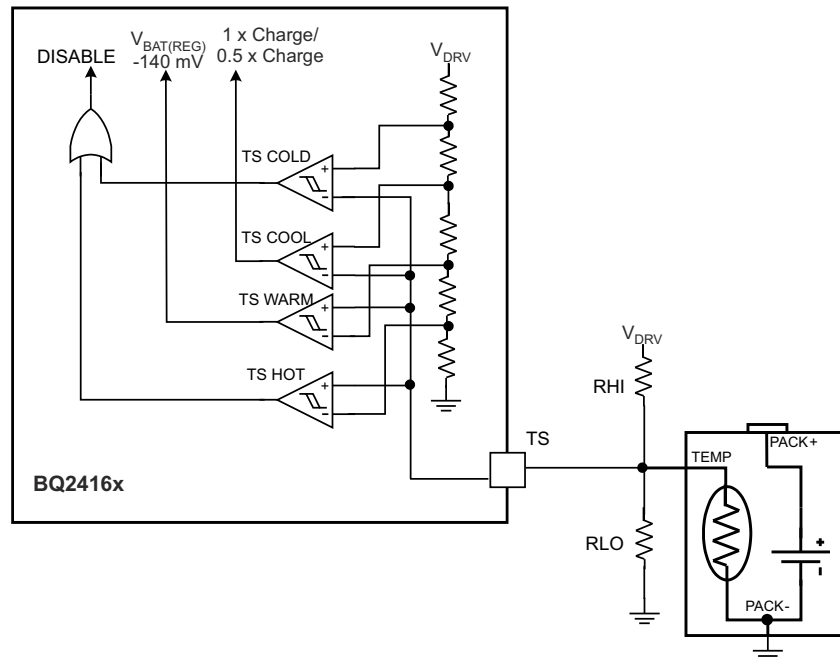 DISABLE
VBAT(REG)
-140 mV
1 x Charge/
0.5 x Charge
VDRV
TS COLD
+
-
TS COOL
+
-
TS WARM
+
-
TS HOT
+
-
VDRV
RHI
TS
PACK+
TEMP
BQ2416x
RLO
+
-
PACK-